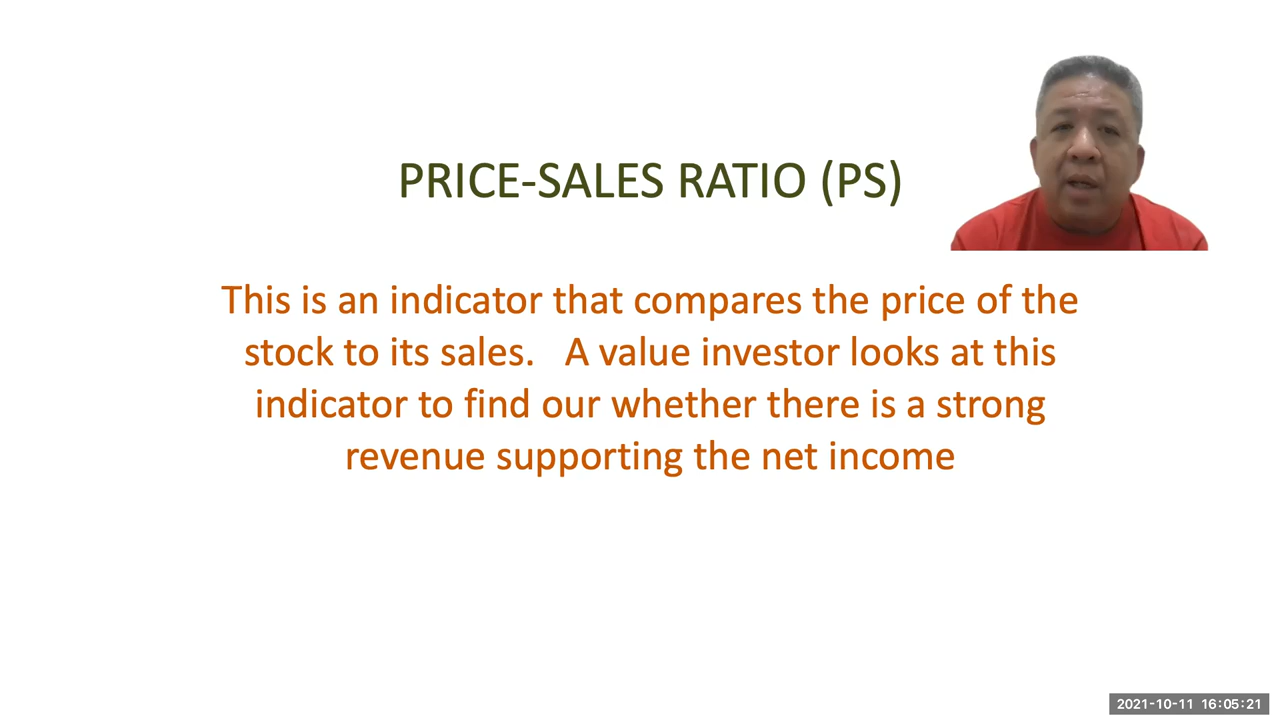 PRICE-SALES RATIO (PS)
This is an indicator that compares the price of the
stock to its sales.   A value investor looks at this
indicator to find our whether there is a strong
revenue supporting the net income
2021-10-11 16:05:21